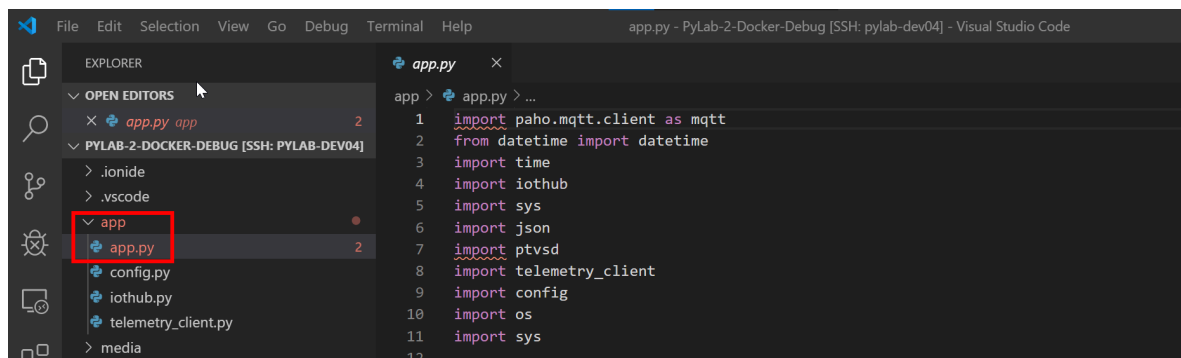 File Edit Selection View Go Debug Terminal Help app.py - PyLab-2-Docker-Debug [SSH: pylab-dev04] - Visual Studio Code
EXPLORER
OPEN EDITORS
app.py app 2
PYLAB-2-DOCKER-DEBUG [SSH: PYLAB-DEV04]
.ionide
.vscode
app
app.py 2
config.py
iothub.py
telemetry_client.py
media
app.py
app > app.py > ...
1 import paho.mqtt.client as mqtt
2 from datetime import datetime
3 import time
4 import iothub
5 import sys
6 import json
7 import ptvsd
8 import telemetry_client
9 import config
10 import os
11 import sys
12